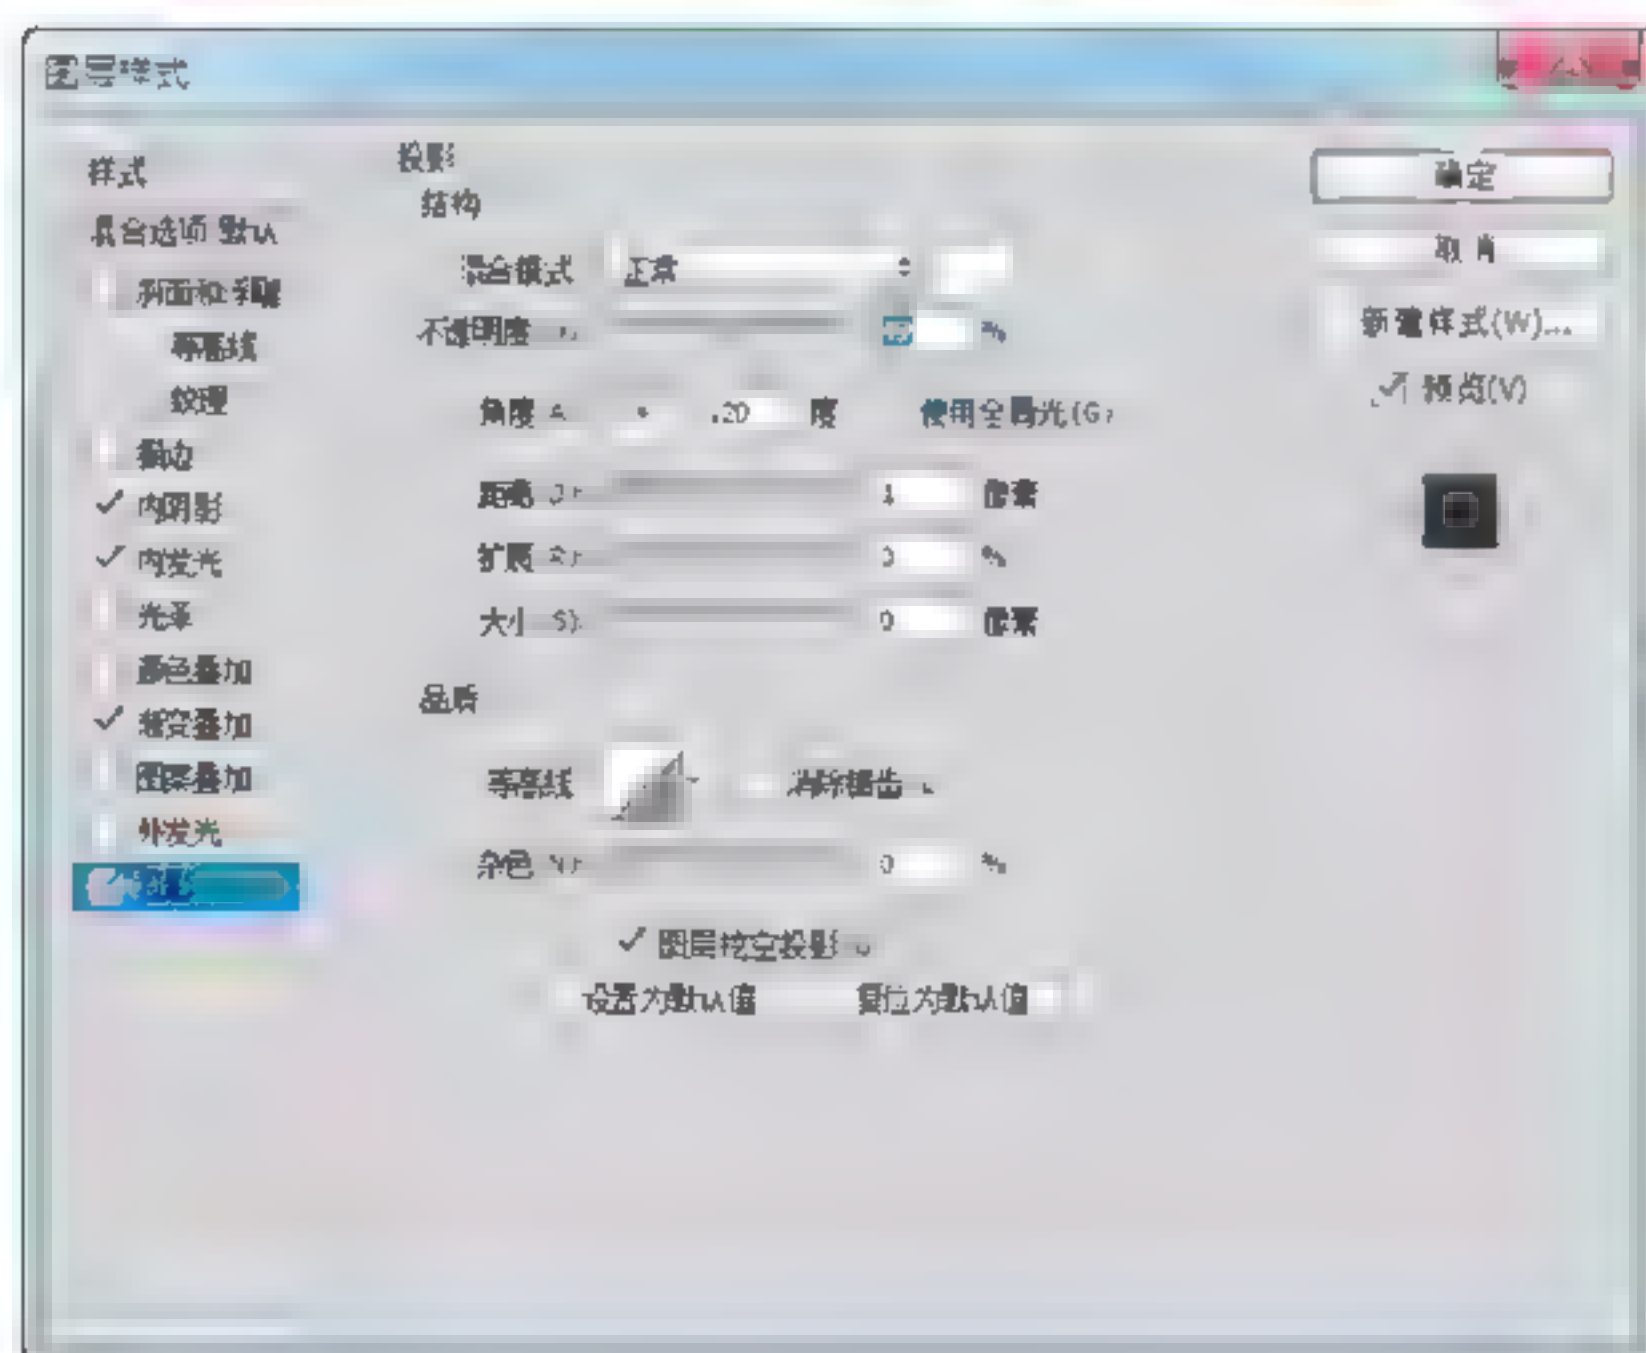 图层样式
样式
混合选项 默认
斜面和浮雕
等高线
纹理
描边
内阴影
内发光
光泽
颜色叠加
渐变叠加
图案叠加
外发光
投影
结构
混合模式 正常
不透明度 %
角度 度 使用全局光(G)
距离 1 像素
扩展 0 %
大小(S): 0 像素
品质
等高线 消除锯齿
杂色 0 %
图层挖空投影
设置为默认值 复位为默认值
确定
取消
新建样式(W)...
预览(V)